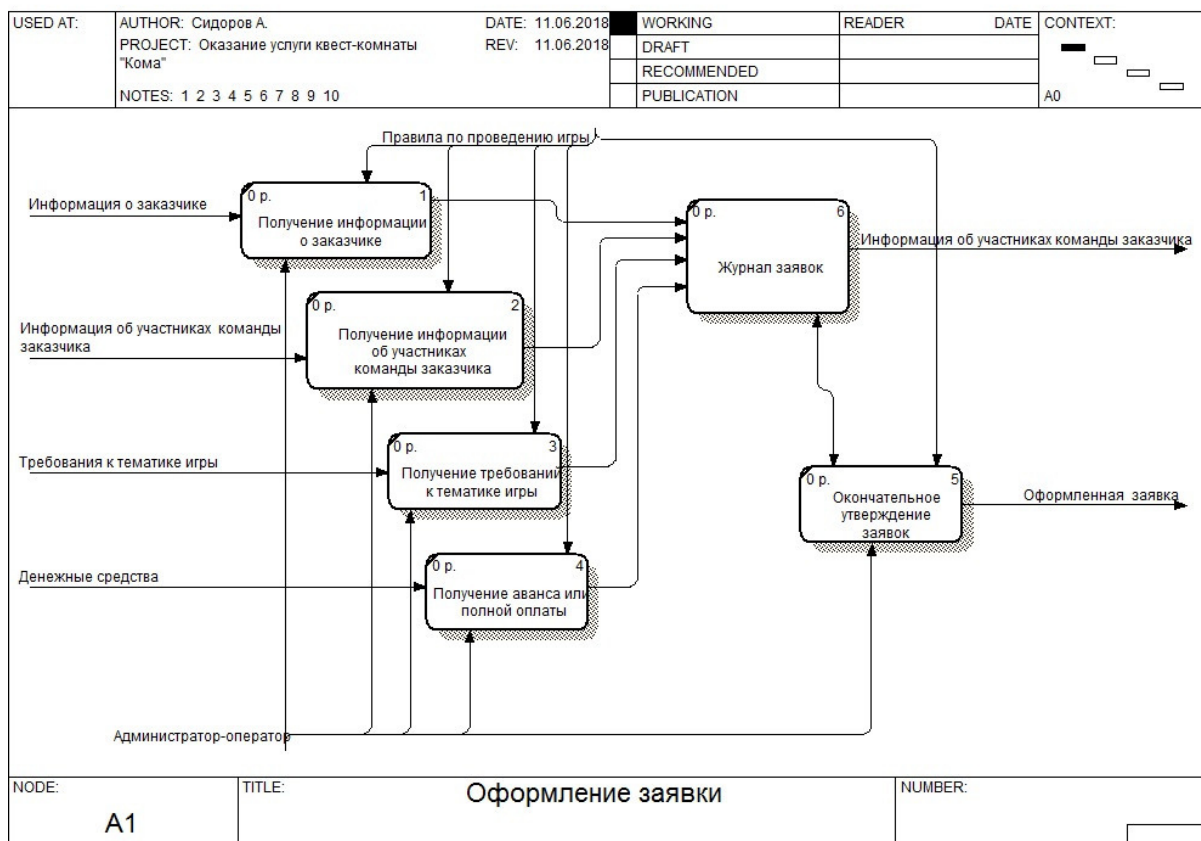 USED AT:
AUTHOR: Сидоров А.
DATE: 11.06.2018
PROJECT: Оказание услуги квест-комнаты
"Кома"
REV: 11.06.2018
NOTES: 1 2 3 4 5 6 7 8 9 10
WORKING
DRAFT
RECOMMENDED
PUBLICATION
READER
DATE
CONTEXT:
A0
Правила по проведению игры
Информация о заказчике
0 р.
1
Получение информации
о заказчике
0 р.
6
Журнал заявок
Информация об участниках команды заказчика
Информация об участниках команды
заказчика
0 р.
2
Получение информации
об участниках
команды заказчика
Требования к тематике игры
0 р.
3
Получение требований
к тематике игры
0 р.
5
Окончательное
утверждение
заявок
Оформленная заявка
Денежные средства
0 р.
4
Получение аванса или
полной оплаты
Администратор-оператор
NODE:
A1
TITLE:
Оформление заявки
NUMBER: